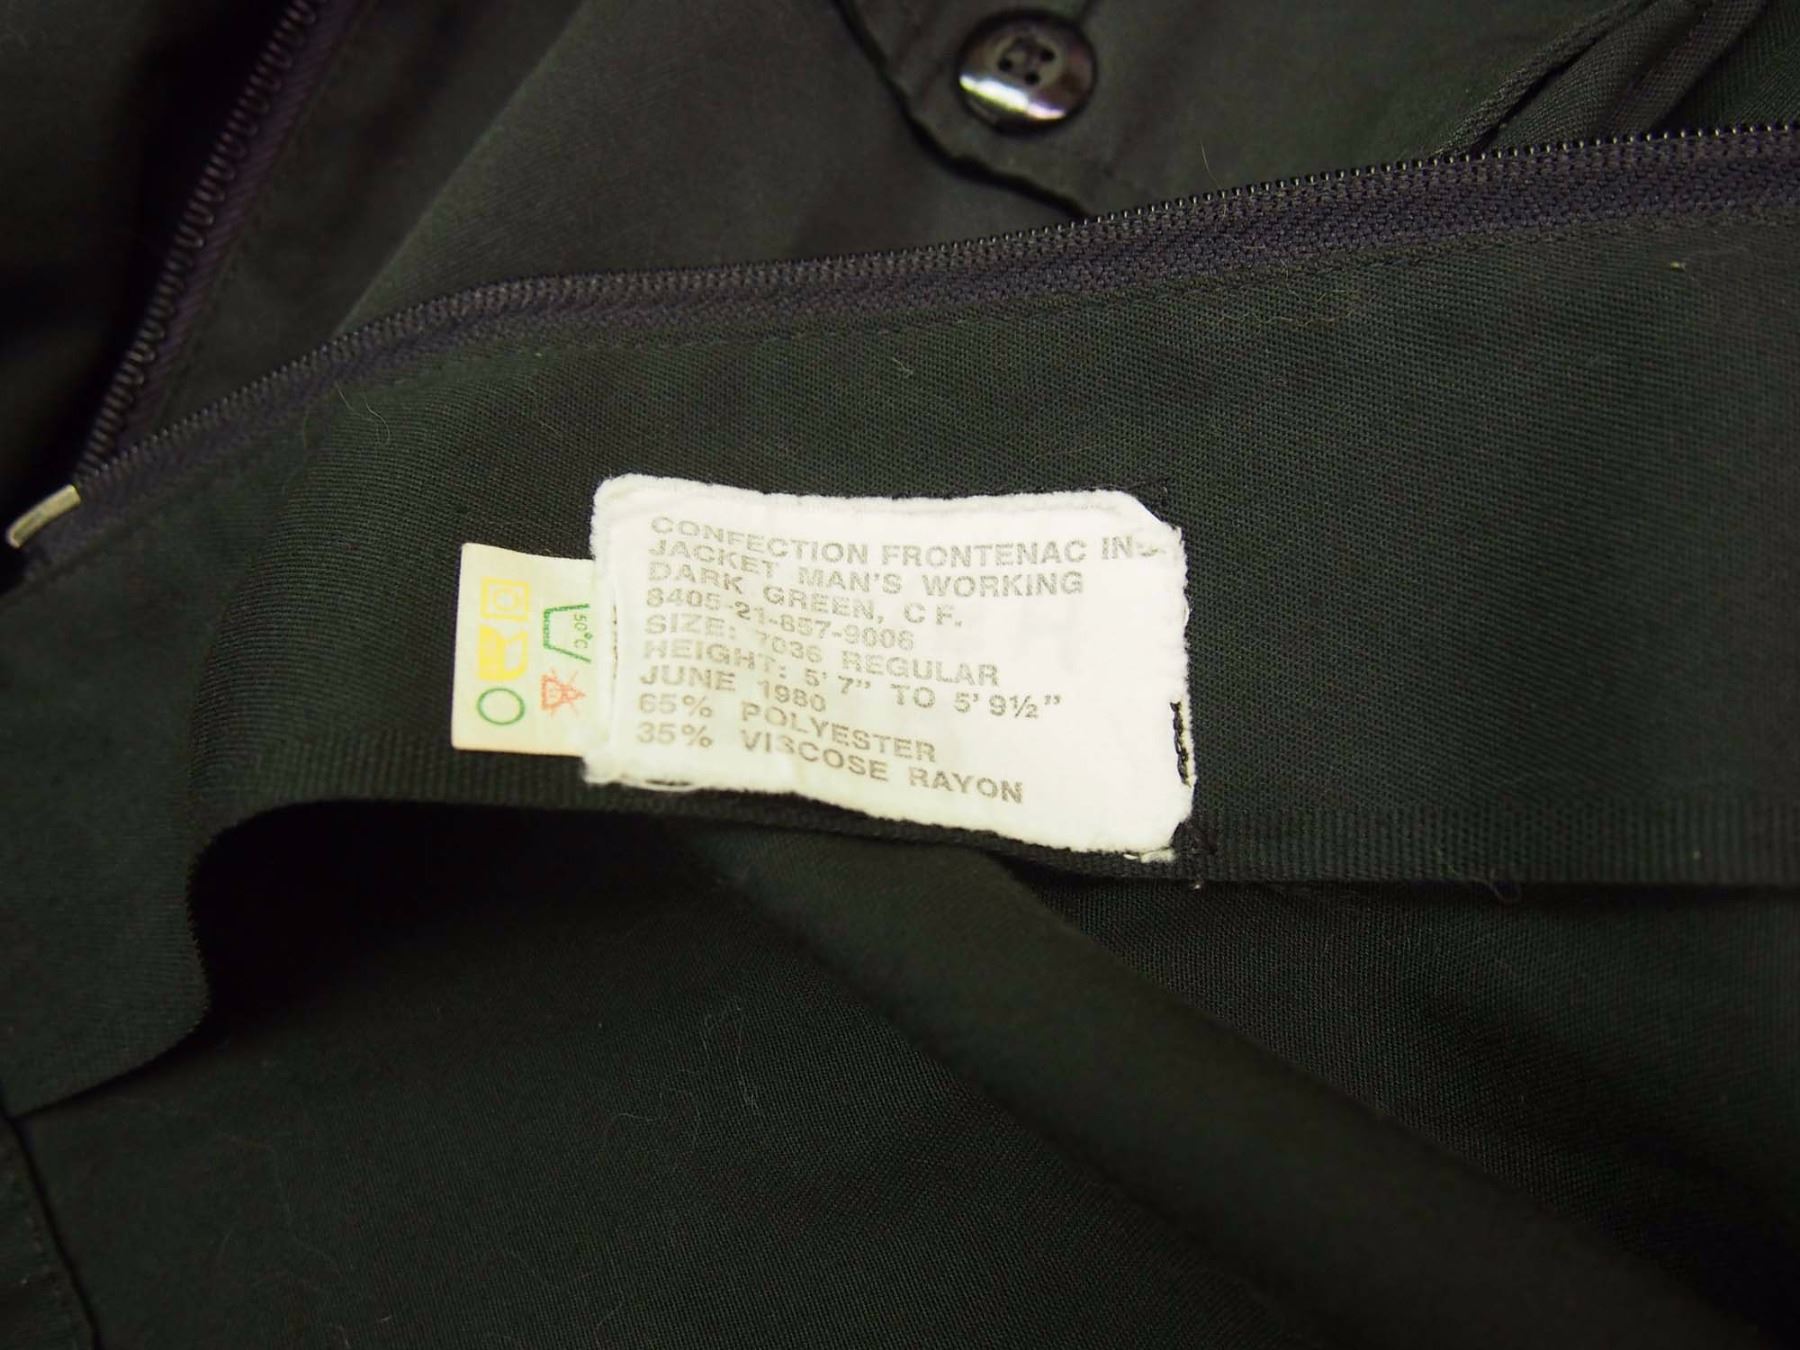 CONFECTION FRONTENAC INC
JACKET MAN'S WORKING
DARK GREEN, C F.
8405-21-857-9006
SIZE: 7036 REGULAR
HEIGHT: 5' 7" TO 5' 9½"
JUNE 1980
65% POLYESTER
35% VISCOSE RAYON
50°C